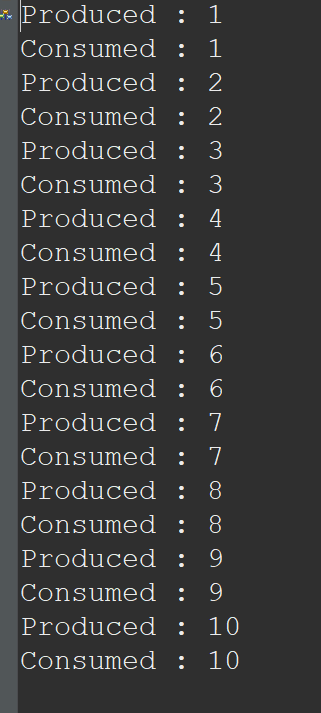 Produced : 1
Consumed : 1
Produced : 2
Consumed : 2
Produced : 3
Consumed : 3
Produced : 4
Consumed : 4
Produced : 5
Consumed : 5
Produced : 6
Consumed : 6
Produced : 7
Consumed : 7
Produced : 8
Consumed : 8
Produced : 9
Consumed : 9
Produced : 10
Consumed : 10